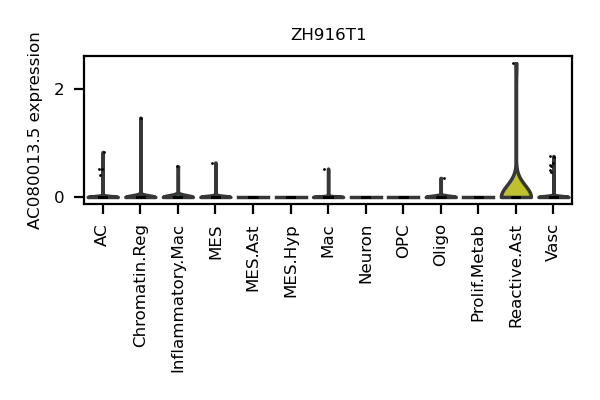 ZH916T1
AC080013.5 expression
2
0
AC
Chromatin.Reg
Inflammatory.Mac
MES
MES.Ast
MES.Hyp
Mac
Neuron
OPC
Oligo
Prolif.Metab
Reactive.Ast
Vasc